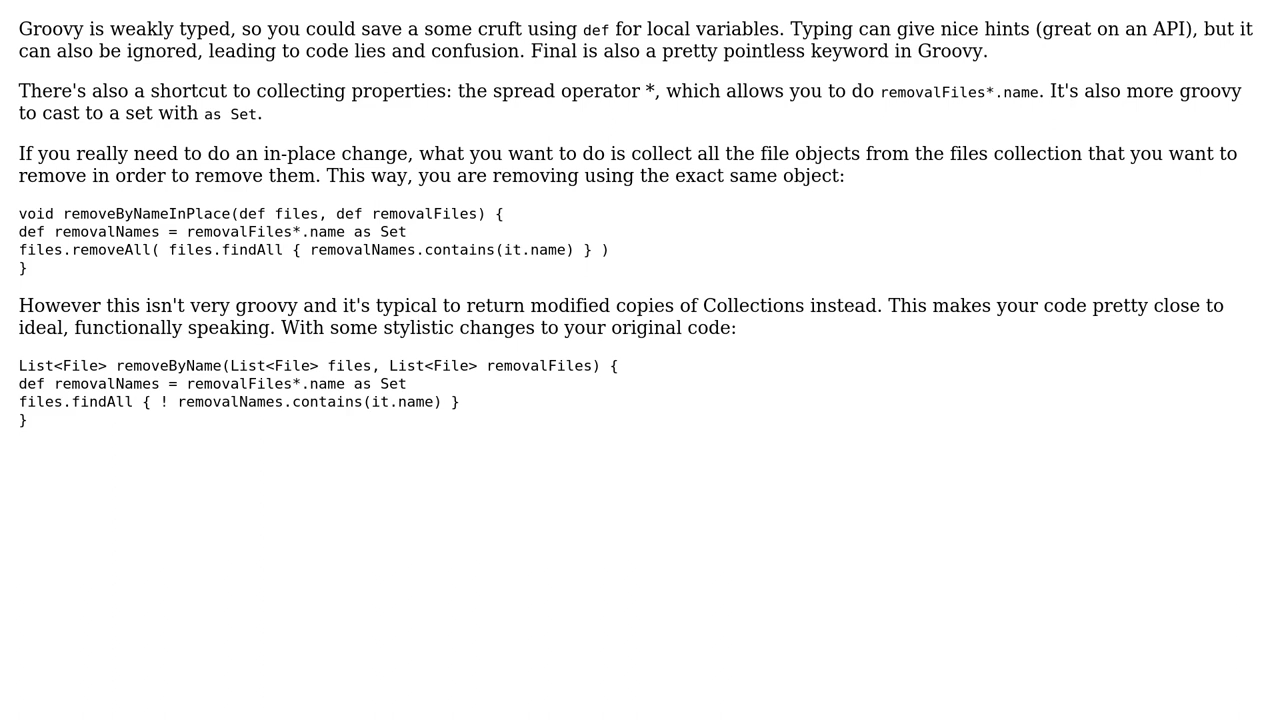 Groovy is weakly typed, so you could save a some cruft using def for local variables. Typing can give nice hints (great on an API), but it
can also be ignored, leading to code lies and confusion. Final is also a pretty pointless keyword in Groovy.
There's also a shortcut to collecting properties: the spread operator *, which allows you to do removalFiles*.name. It's also more groovy
to cast to a set with as Set.
If you really need to do an in-place change, what you want to do is collect all the file objects from the files collection that you want to
remove in order to remove them. This way, you are removing using the exact same object:
void removeByNameInPlace(def files, def removalFiles) {
def removalNames = removalFiles*.name as Set
files.removeAll( files.findAll { removalNames.contains(it.name) } )
}
However this isn't very groovy and it's typical to return modified copies of Collections instead. This makes your code pretty close to
ideal, functionally speaking. With some stylistic changes to your original code:
List<File> removeByName(List<File> files, List<File> removalFiles) {
def removalNames = removalFiles*.name as Set
files.findAll { ! removalNames.contains(it.name) }
}